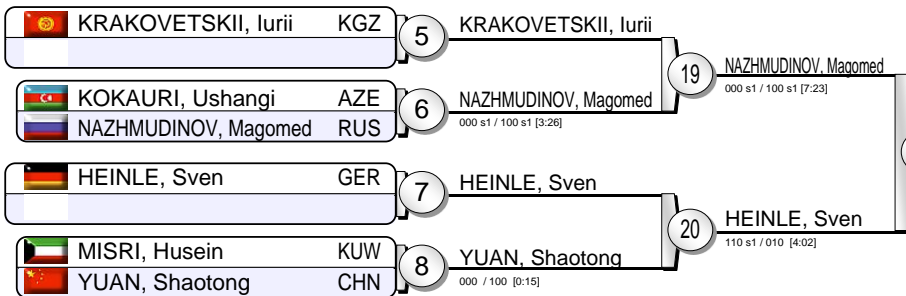 KRAKOVETSKII, Iurii KGZ
5
KRAKOVETSKII, Iurii
KOKAURI, Ushangi AZE
NAZHMUDINOV, Magomed RUS
6
NAZHMUDINOV, Magomed
000 s1 / 100 s1 [3:26]
19
NAZHMUDINOV, Magomed
000 s1 / 100 s1 [7:23]
HEINLE, Sven GER
7
HEINLE, Sven
MISRI, Husein KUW
YUAN, Shaotong CHN
8
YUAN, Shaotong
000 / 100 [0:15]
20
HEINLE, Sven
110 s1 / 010 [4:02]